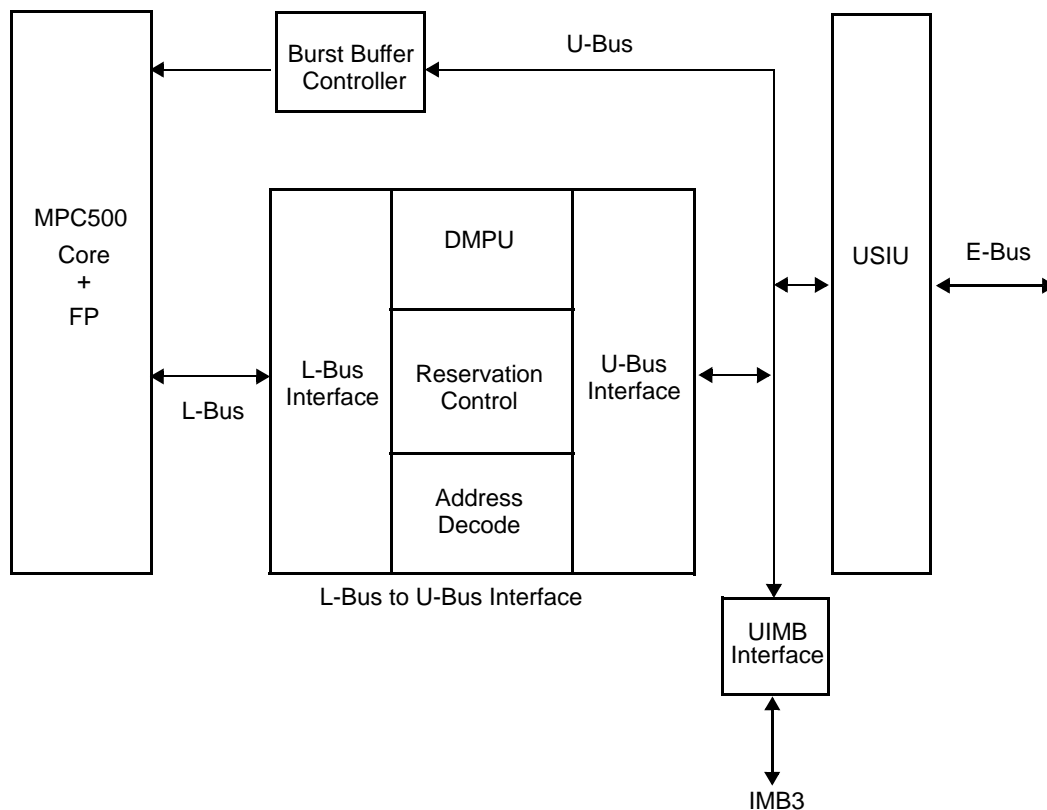 Burst Buffer
Controller
U-Bus
MPC500
Core
+
FP
L-Bus
L-Bus
Interface
DMPU
Reservation
Control
Address
Decode
U-Bus
Interface
L-Bus to U-Bus Interface
USIU
E-Bus
UIMB
Interface
IMB3